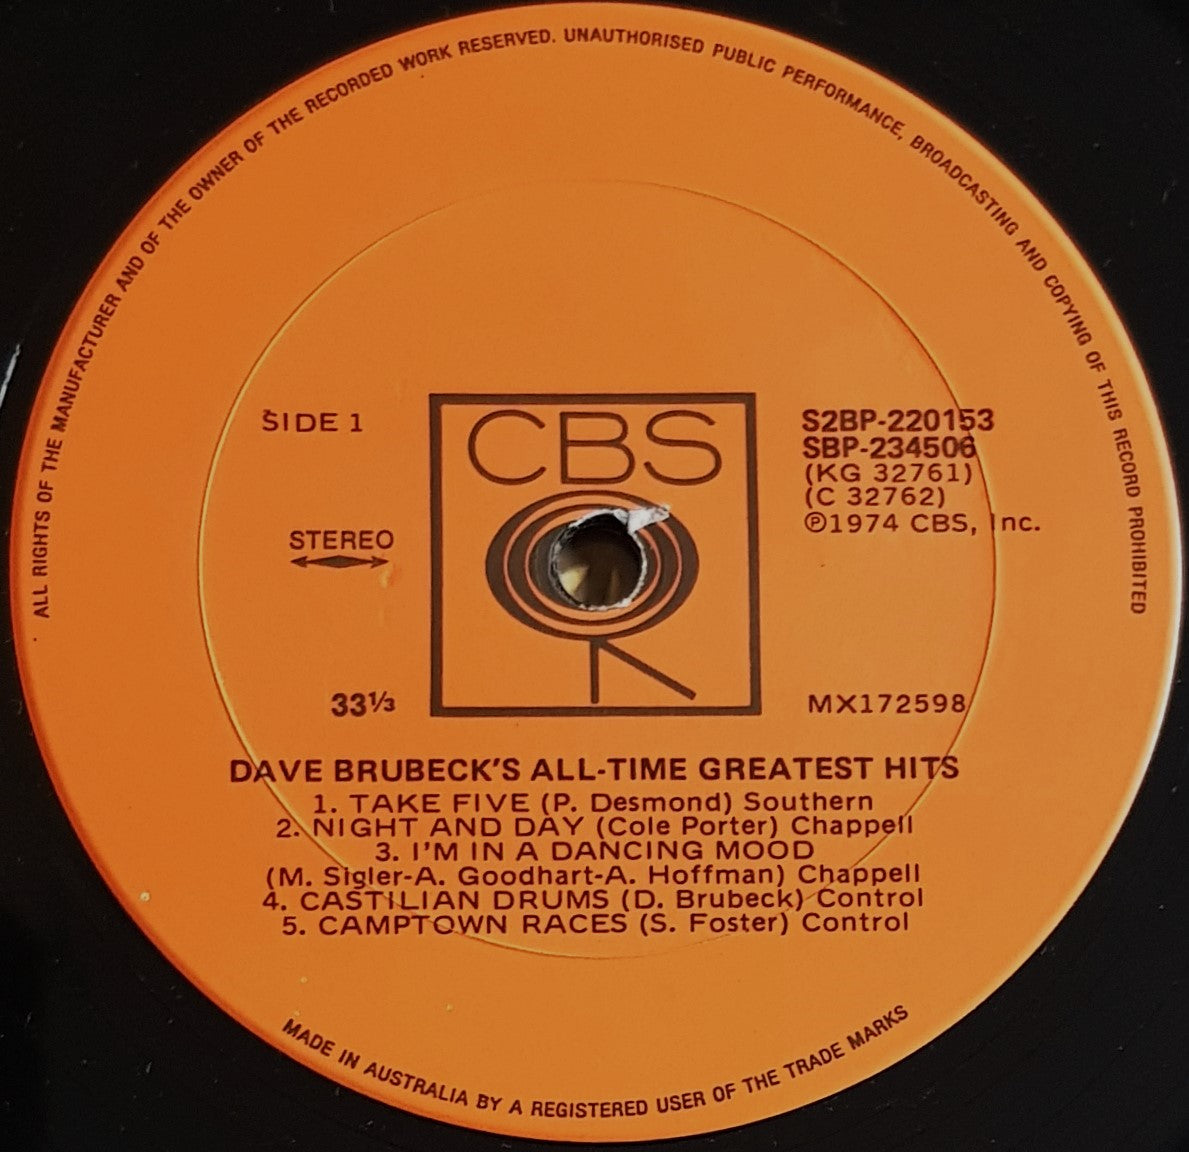 ALL RIGHTS OF THE MANUFACTURER AND OF THE OWNER OF THE RECORDED WORK RESERVED. UNAUTHORISED PUBLIC PERFORMANCE, BROADCASTING AND COPYING OF THIS RECORD PROHIBITED
CBS
SIDE 1
S2BP-220153
SBP-234506
(KG 32761)
(C 32762)
℗1974 CBS, Inc.
STEREO
33⅓
MX172598
DAVE BRUBECK'S ALL-TIME GREATEST HITS
1. TAKE FIVE (P. Desmond) Southern
2. NIGHT AND DAY (Cole Porter) Chappell
3. I'M IN A DANCING MOOD
(M. Sigler-A. Goodhart-A. Hoffman) Chappell
4. CASTILIAN DRUMS (D. Brubeck) Control
5. CAMPTOWN RACES (S. Foster) Control
MADE IN AUSTRALIA BY A REGISTERED USER OF THE TRADE MARKS